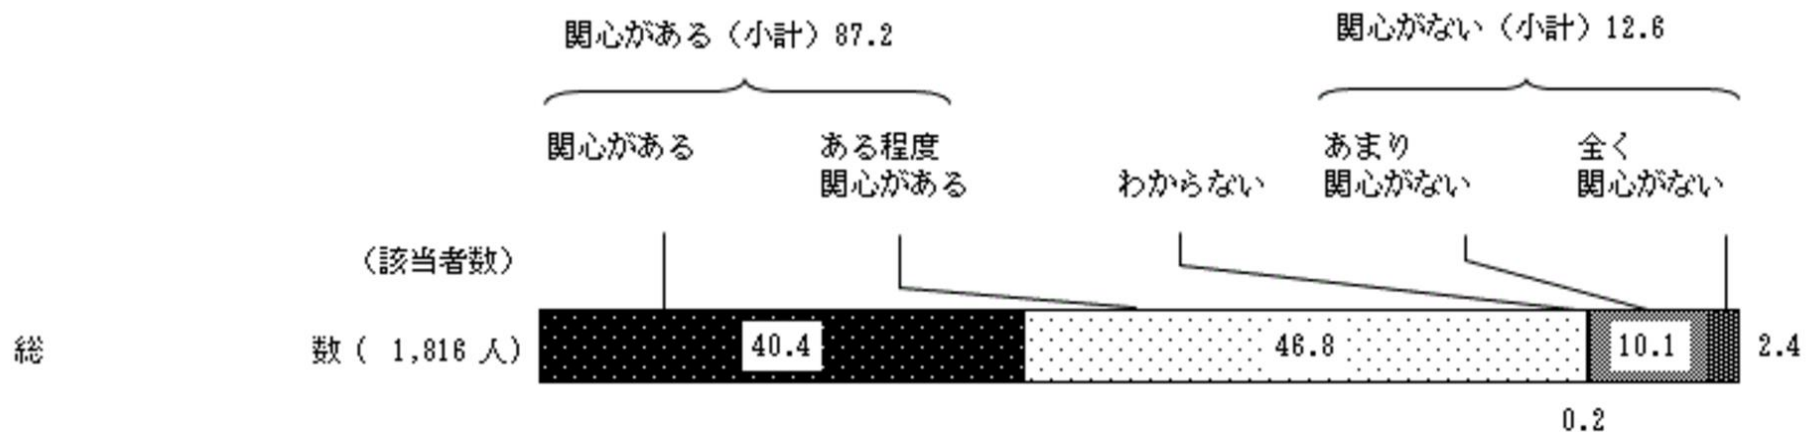 関心がある（小計）87.2
関心がない（小計）12.6
関心がある
ある程度
関心がある
わからない
あまり
関心がない
全く
関心がない
（該当者数）
総 数 ( 1,816 人)
40.4
46.8
10.1
2.4
0.2